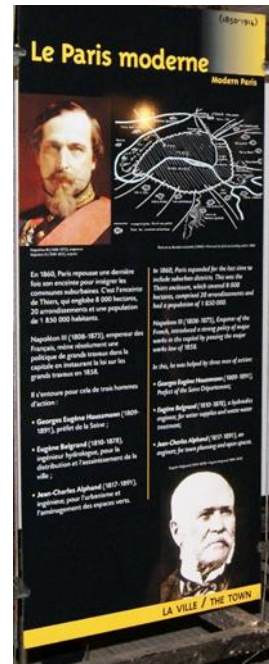 (1850-1914)
Le Paris moderne
Modern Paris
En 1860, Paris repousse une dernière
fois son enceinte pour intégrer les
communes suburbaines. C'est l'enceinte
de Thiers, qui englobe 8 000 hectares,
20 arrondissements et une population
de 1 850 000 habitants.
Napoléon III (1808-1873), empereur des
Français, mène résolument une
politique de grands travaux dans la
capitale en instaurant la loi sur les
grands travaux en 1858.
Il s'entoure pour cela de trois hommes
d'action :
• Georges Eugène Haussmann (1809-
1891), préfet de la Seine ;
• Eugène Belgrand (1810-1878),
ingénieur hydrologue, pour la
distribution et l'assainissement de la
ville ;
• Jean-Charles Alphand (1817-1891),
ingénieur, pour l'urbanisme et
l'aménagement des espaces verts.
In 1860, Paris expanded for the last time to
include suburban districts. This was the
Thiers enclosure, which covered 8 000
hectares, comprised 20 arrondissements and
had a population of 1 850 000
Napoléon III (1808-1873), Emperor of the
French, introduced a strong policy of major
works in the capital by passing the major
works law of 1858.
In this, he was helped by three men of action:
• Georges Eugène Haussmann (1809-1891),
Prefect of the Seine Department;
• Eugène Belgrand (1810-1878), a hydraulics
engineer, for water supplies and waste water
treatment;
• Jean-Charles Alphand (1817-1891), an
engineer, for town planning and open spaces.
LA VILLE / THE TOWN